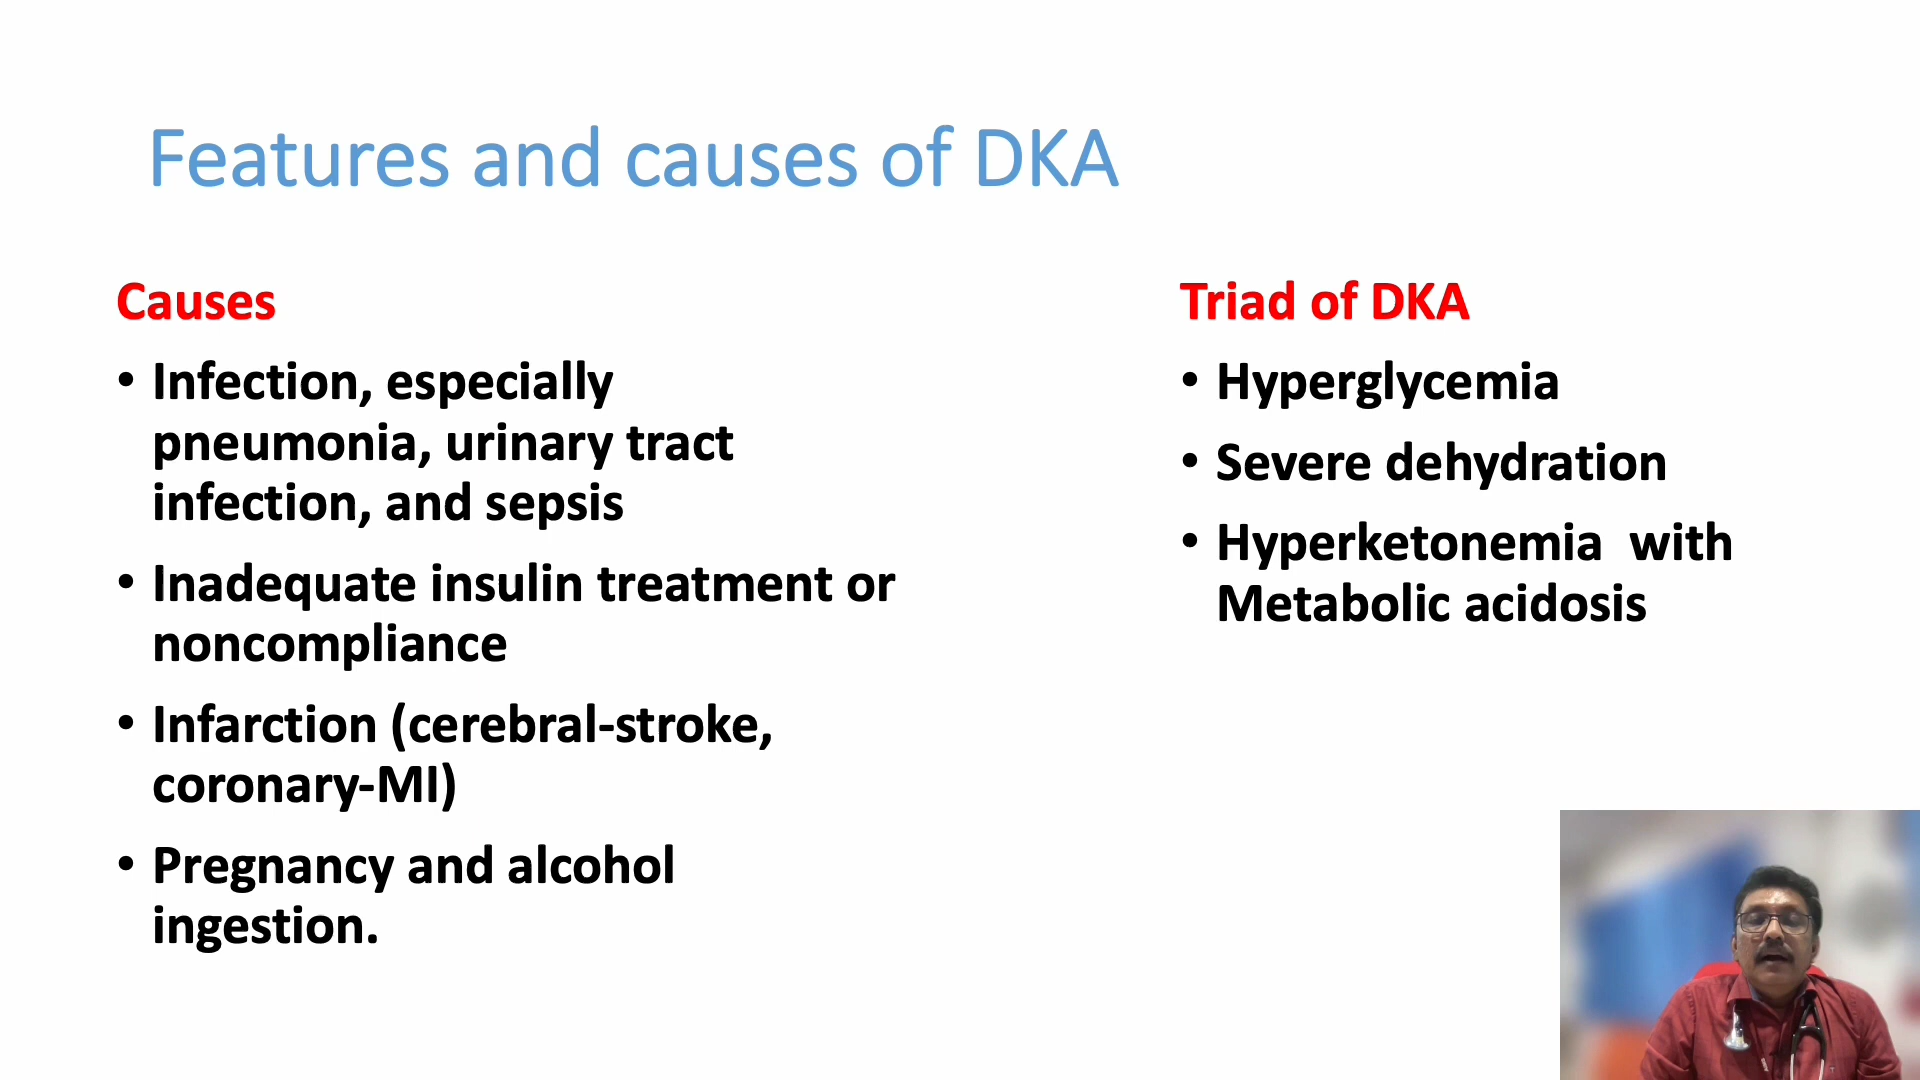 Features and causes of DKA
Causes
• Infection, especially
pneumonia, urinary tract
infection, and sepsis
• Inadequate insulin treatment or
noncompliance
• Infarction (cerebral-stroke,
coronary-MI)
• Pregnancy and alcohol
ingestion.
Triad of DKA
• Hyperglycemia
• Severe dehydration
• Hyperketonemia  with
Metabolic acidosis